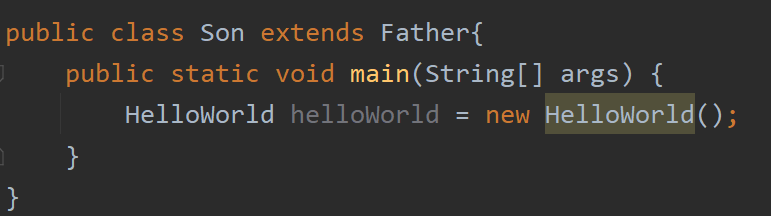 public class Son extends Father{
    public static void main(String[] args) {
        HelloWorld helloWorld = new HelloWorld();
    }
}